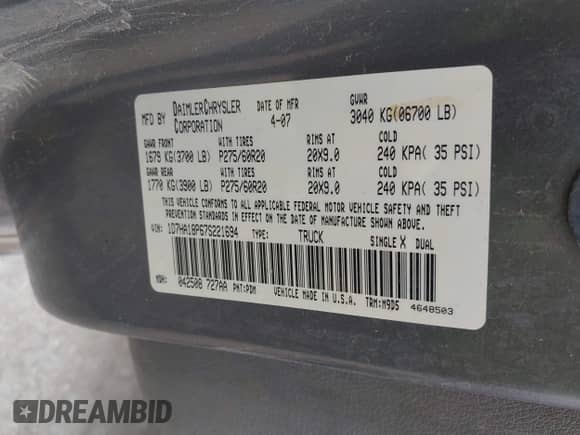 MFD BY DAIMLERCHRYSLER CORPORATION DATE OF MFR 4-07 GVWR 3040 KG(06700 LB)
GAWR FRONT WITH TIRES RIMS AT COLD
1679 KG(3700 LB) P275/60R20 20X9.0 240 KPA( 35 PSI)
GAWR REAR WITH TIRES RIMS AT COLD
1770 KG(3900 LB) P275/60R20 20X9.0 240 KPA( 35 PSI)
THIS VEHICLE CONFORMS TO ALL APPLICABLE FEDERAL MOTOR VEHICLE SAFETY AND THEFT
PREVENTION STANDARDS IN EFFECT ON THE DATE OF MANUFACTURE SHOWN ABOVE.
VIN: 1D7HA18P67S221694 TYPE: TRUCK SINGLE X DUAL
MDH: 042508 727AA PNT:PDM VEHICLE MADE IN U.S.A. TRM:M9D5 4648503
DREAMBID